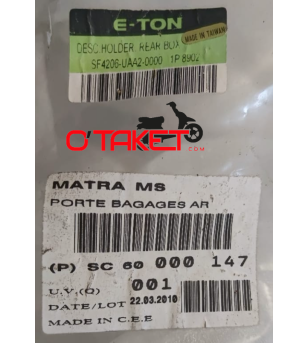 E-TON
MADE IN TAIWAN
DESC.HOLDER, REAR BOX
SF4206-UAA2-0000 1P 8902
O'TAKET
.COM
MATRA MS
PORTE BAGAGES AR
(P) SC 60 000 147
U.V.(Q) 001
DATE/LOT 22.03.2010
MADE IN C.E.E